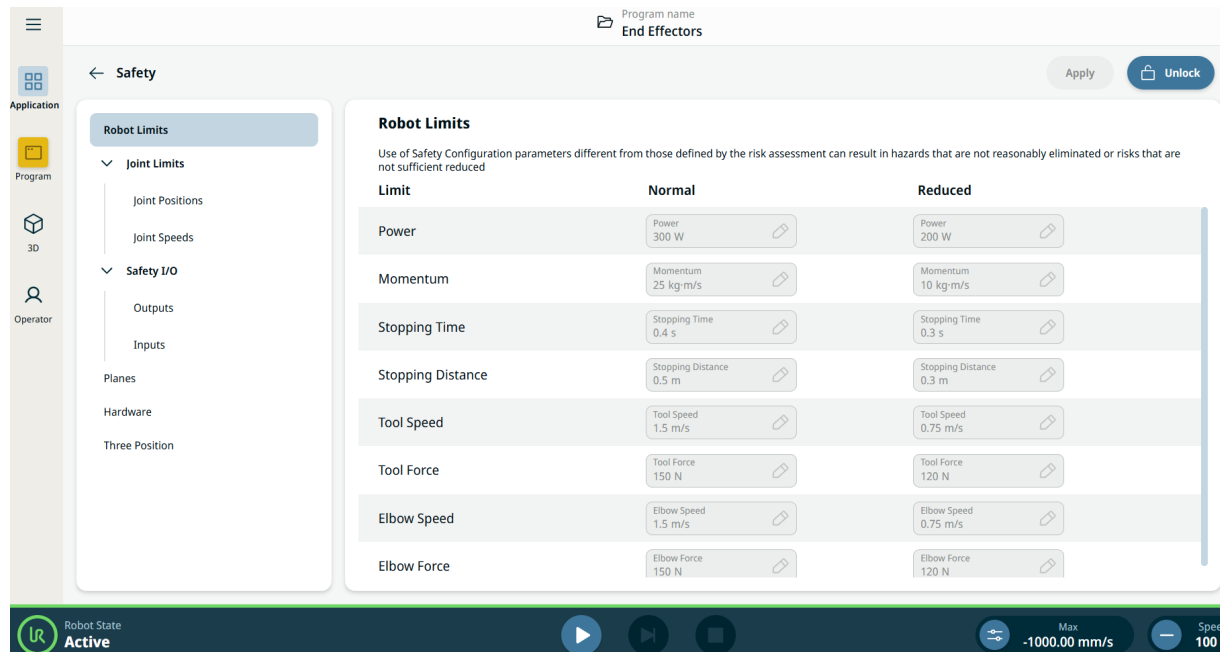 Program name
End Effectors
Safety
Apply
Unlock
Application
Program
3D
Operator
Robot Limits
Joint Limits
Joint Positions
Joint Speeds
Safety I/O
Outputs
Inputs
Planes
Hardware
Three Position
Robot Limits
Use of Safety Configuration parameters different from those defined by the risk assessment can result in hazards that are not reasonably eliminated or risks that are
not sufficient reduced
Limit Normal Reduced
Power
Power
300 W
Power
200 W
Momentum
Momentum
25 kg·m/s
Momentum
10 kg·m/s
Stopping Time
Stopping Time
0.4 s
Stopping Time
0.3 s
Stopping Distance
Stopping Distance
0.5 m
Stopping Distance
0.3 m
Tool Speed
Tool Speed
1.5 m/s
Tool Speed
0.75 m/s
Tool Force
Tool Force
150 N
Tool Force
120 N
Elbow Speed
Elbow Speed
1.5 m/s
Elbow Speed
0.75 m/s
Elbow Force
Elbow Force
150 N
Elbow Force
120 N
UR
Robot State
Active
Max
-1000.00 mm/s
Spee
100